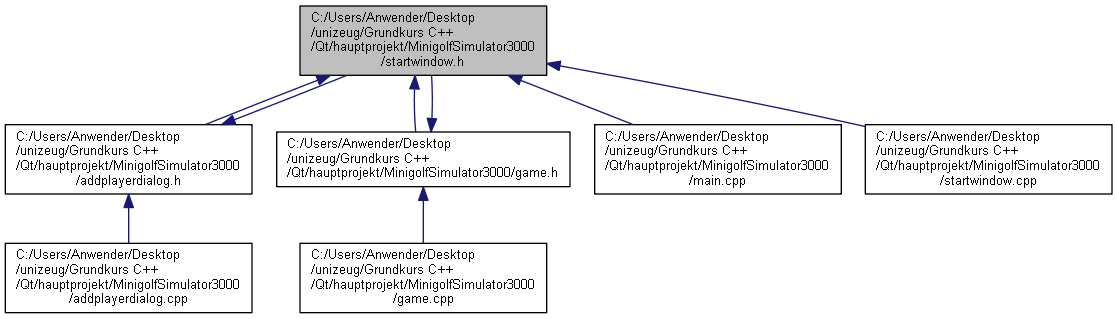 C:/Users/Anwender/Desktop
/unizeug/Grundkurs C++
/Qt/hauptprojekt/MinigolfSimulator3000
/startwindow.h
C:/Users/Anwender/Desktop
/unizeug/Grundkurs C++
/Qt/hauptprojekt/MinigolfSimulator3000
/addplayerdialog.h
C:/Users/Anwender/Desktop
/unizeug/Grundkurs C++
/Qt/hauptprojekt/MinigolfSimulator3000/game.h
C:/Users/Anwender/Desktop
/unizeug/Grundkurs C++
/Qt/hauptprojekt/MinigolfSimulator3000
/main.cpp
C:/Users/Anwender/Desktop
/unizeug/Grundkurs C++
/Qt/hauptprojekt/MinigolfSimulator3000
/startwindow.cpp
C:/Users/Anwender/Desktop
/unizeug/Grundkurs C++
/Qt/hauptprojekt/MinigolfSimulator3000
/addplayerdialog.cpp
C:/Users/Anwender/Desktop
/unizeug/Grundkurs C++
/Qt/hauptprojekt/MinigolfSimulator3000
/game.cpp